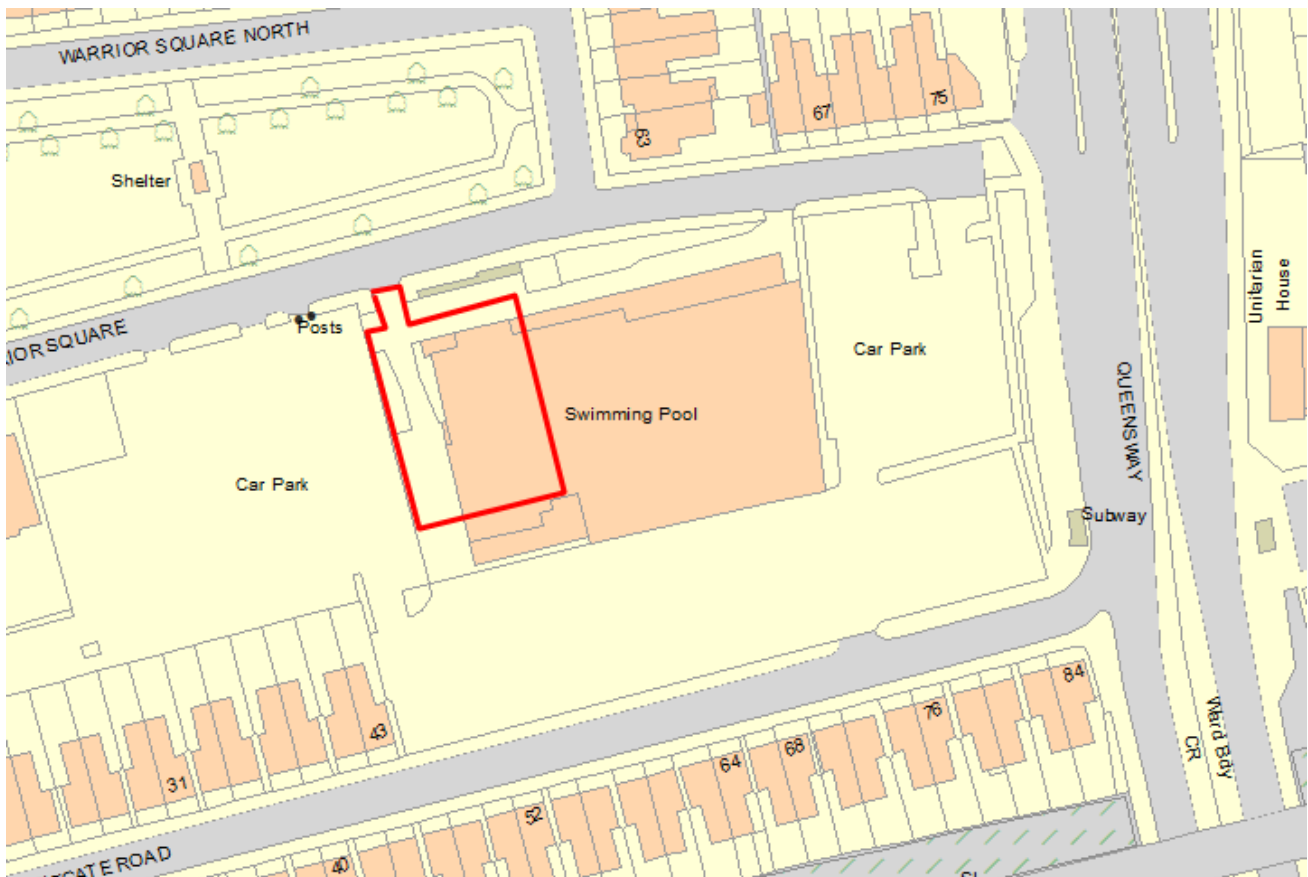 WARRIOR SQUARE NORTH
75
67
63
Shelter
Unitarian
House
Posts
IOR SQUARE
Car Park
QUEENSWAY
Swimming Pool
Car Park
Subway
84
76
Ward Bdy
CR
43
68
64
31
52
GATE ROAD
40